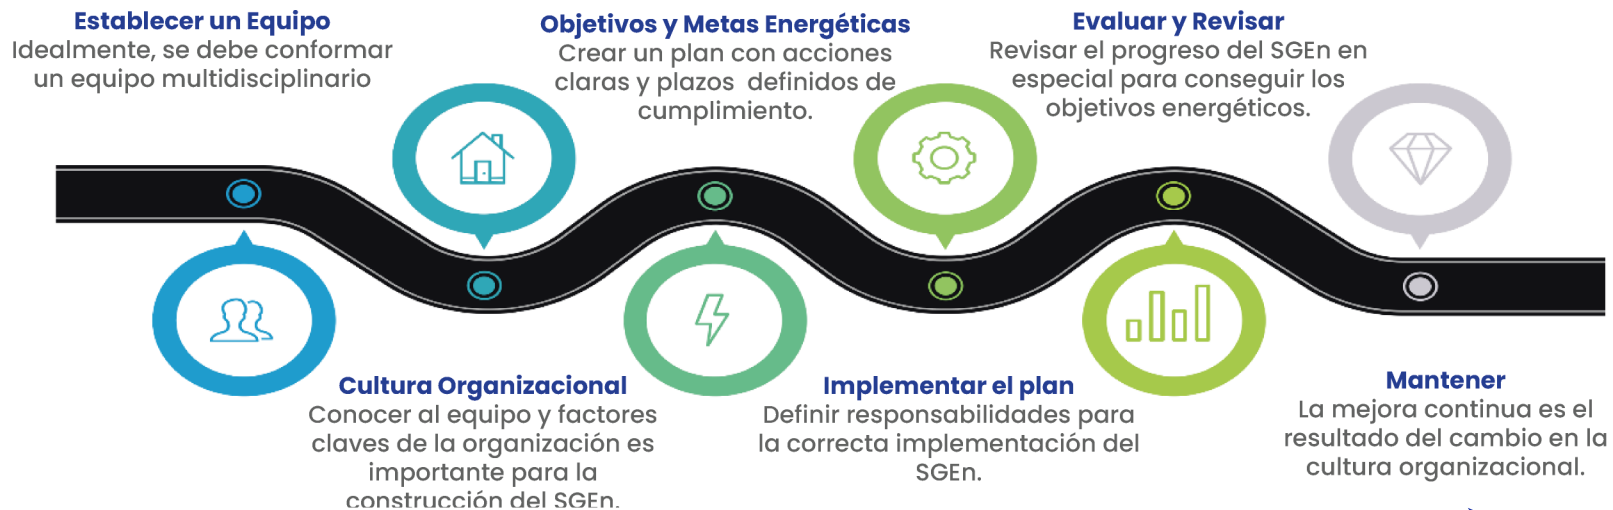 Establecer un Equipo
Idealmente, se debe conformar
un equipo multidisciplinario
Cultura Organizacional
Conocer al equipo y factores
claves de la organización es
importante para la
construcción del SGEn.
Objetivos y Metas Energéticas
Crear un plan con acciones
claras y plazos definidos de
cumplimiento.
Implementar el plan
Definir responsabilidades para
la correcta implementación del
SGEn.
Evaluar y Revisar
Revisar el progreso del SGEn en
especial para conseguir los
objetivos energéticos.
Mantener
La mejora continua es el
resultado del cambio en la
cultura organizacional.